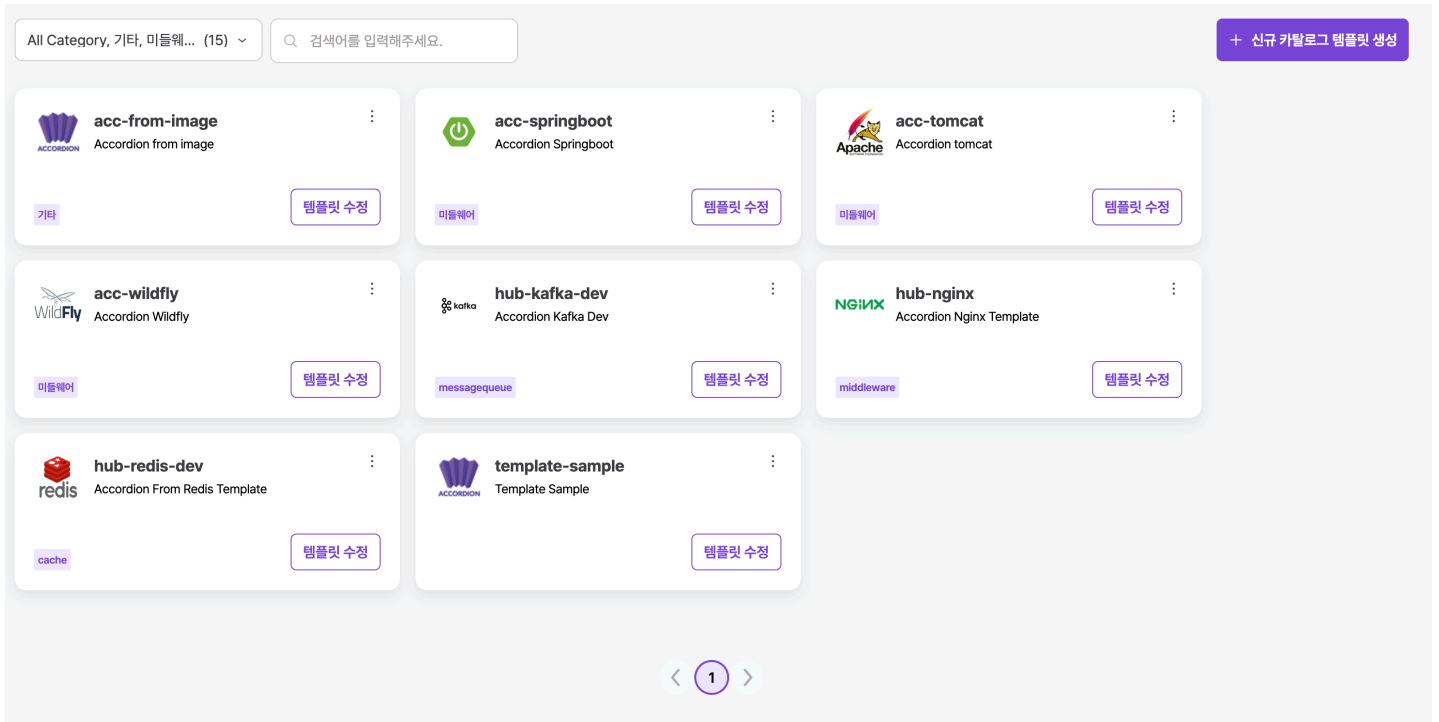 All Category, 기타, 미들웨... (15)
검색어를 입력해주세요.
+ 신규 카탈로그 템플릿 생성
ACCORDION
acc-from-image
Accordion from image
기타
템플릿 수정
acc-springboot
Accordion Springboot
미들웨어
템플릿 수정
Apache
acc-tomcat
Accordion tomcat
미들웨어
템플릿 수정
WildFly
acc-wildfly
Accordion Wildfly
미들웨어
템플릿 수정
kafka
hub-kafka-dev
Accordion Kafka Dev
messagequeue
템플릿 수정
NGINX
hub-nginx
Accordion Nginx Template
middleware
템플릿 수정
redis
hub-redis-dev
Accordion From Redis Template
cache
템플릿 수정
ACCORDION
template-sample
Template Sample
템플릿 수정
1